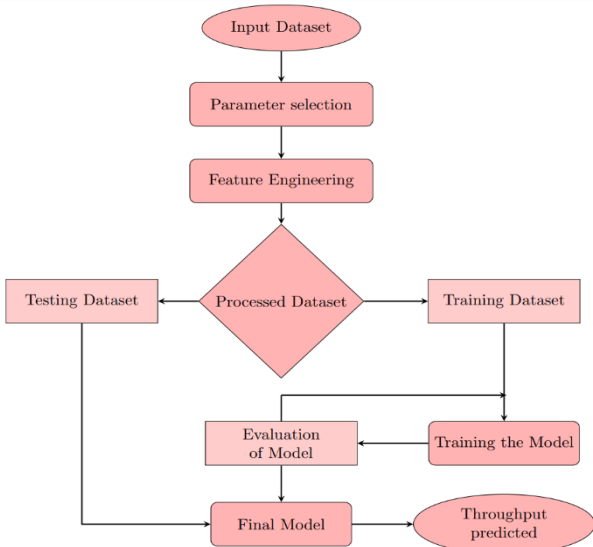 Input Dataset
Parameter selection
Feature Engineering
Testing Dataset
Processed Dataset
Training Dataset
Evaluation
of Model
Training the Model
Final Model
Throughput
predicted